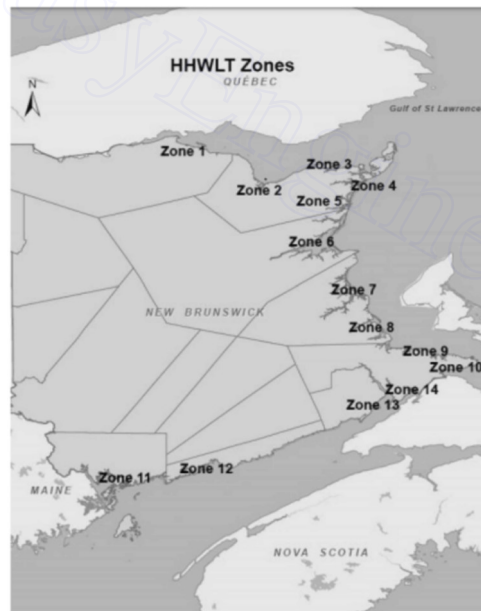 HHWLT Zones
QUÉBEC
Gulf of St Lawrence
Zone 1
Zone 2
Zone 3
Zone 4
Zone 5
Zone 6
Zone 7
NEW BRUNSWICK
Zone 8
Zone 9
Zone 10
Zone 14
Zone 13
Zone 12
Zone 11
MAINE
NOVA SCOTIA